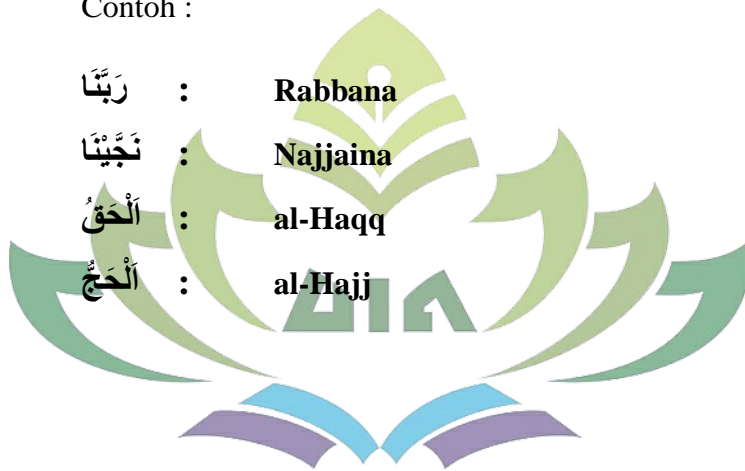 Contoh :
رَبَّنَا : Rabbana
نَجَّيْنَا : Najjaina
اَلْحَقُ : al-Haqq
اَلْحَجُّ : al-Hajj